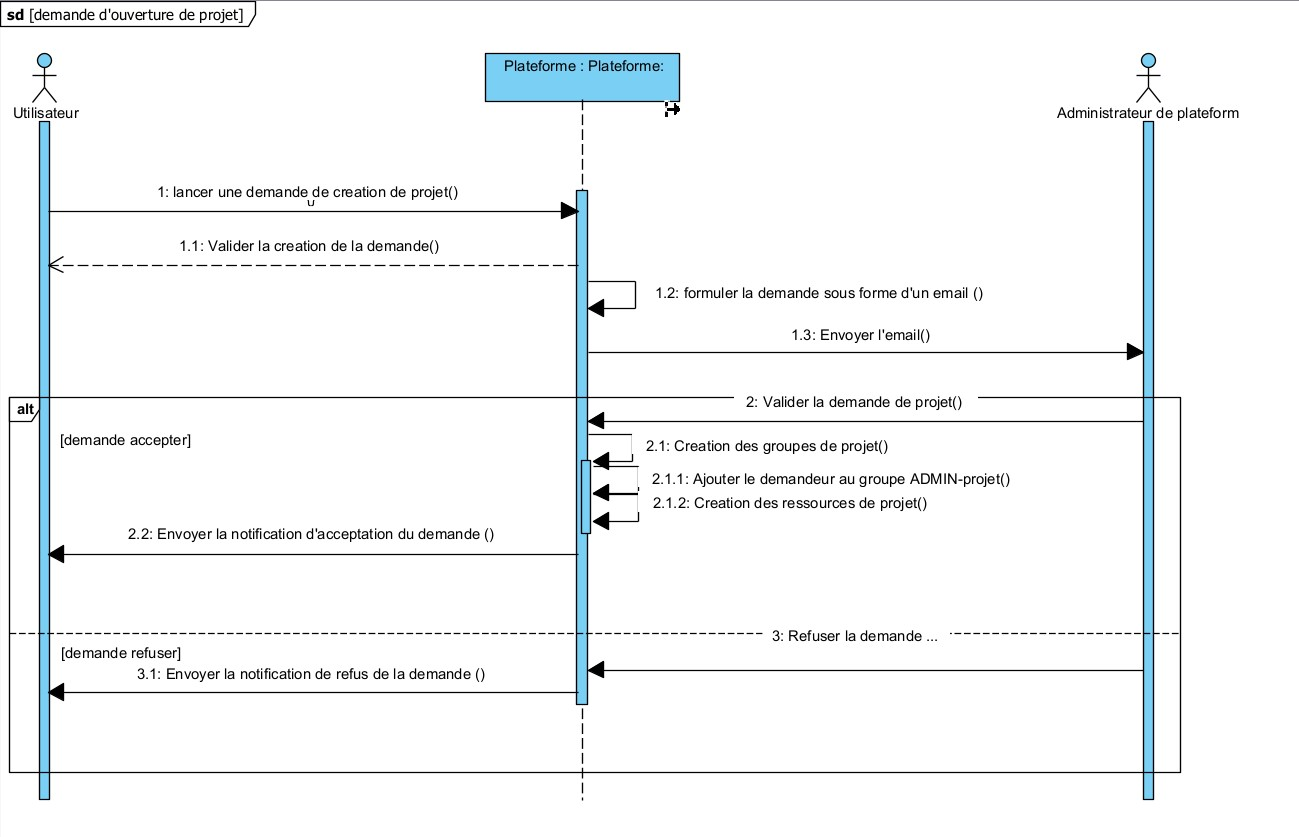 sd [demande d'ouverture de projet]
Plateforme : Plateforme:
Utilisateur
Administrateur de plateform
1: lancer une demande de creation de projet()
1.1: Valider la creation de la demande()
1.2: formuler la demande sous forme d'un email ()
1.3: Envoyer l'email()
alt
2: Valider la demande de projet()
[demande accepter]
2.1: Creation des groupes de projet()
2.1.1: Ajouter le demandeur au groupe ADMIN-projet()
2.1.2: Creation des ressources de projet()
2.2: Envoyer la notification d'acceptation du demande ()
3: Refuser la demande ...
[demande refuser]
3.1: Envoyer la notification de refus de la demande ()